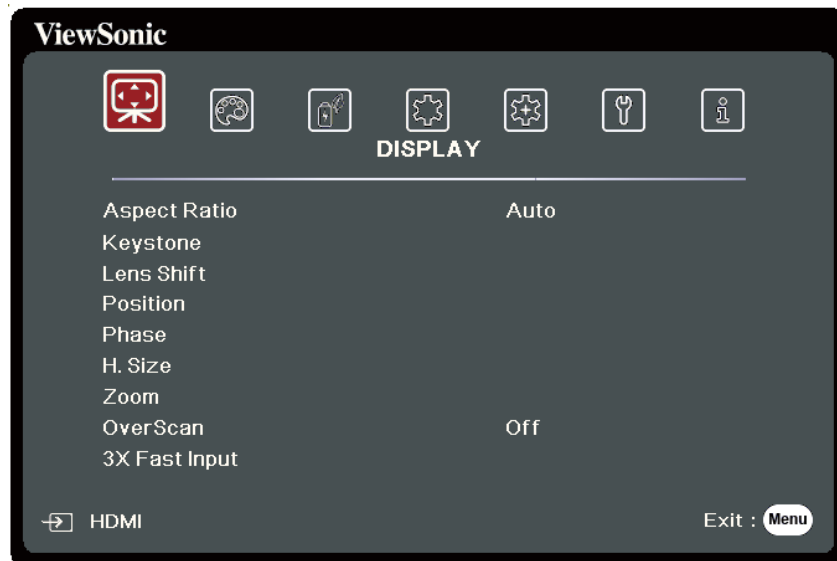 ViewSonic
DISPLAY
Aspect Ratio Auto
Keystone
Lens Shift
Position
Phase
H. Size
Zoom
OverScan Off
3X Fast Input
HDMI Exit : Menu